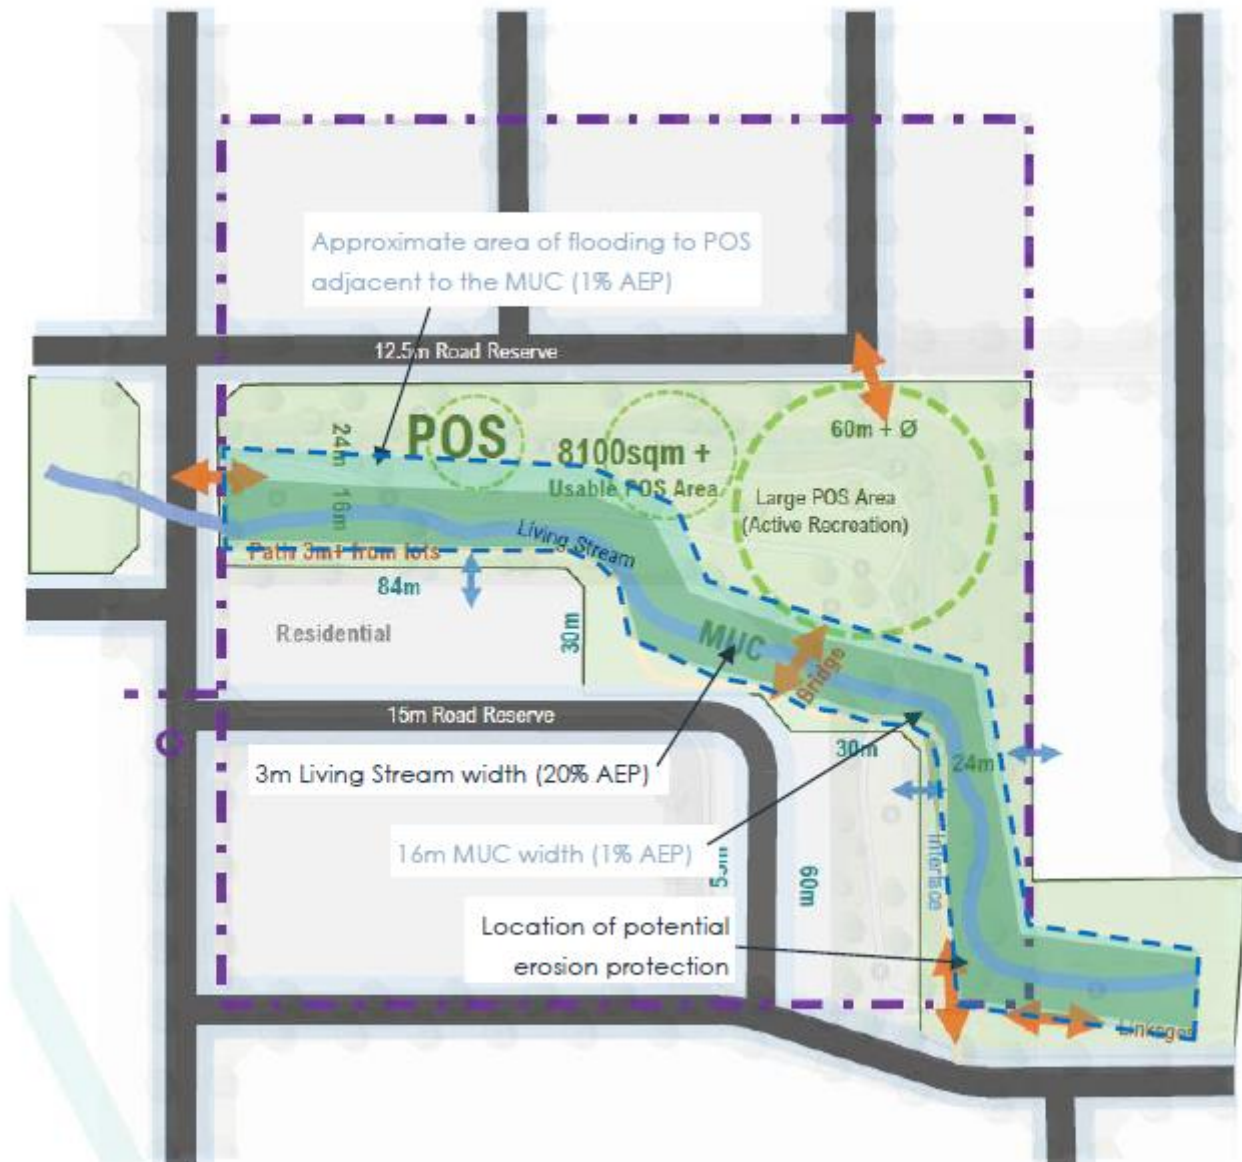 Approximate area of flooding to POS
adjacent to the MUC (1% AEP)
12.5m Road Reserve
POS
24m
16m
8100sqm +
Usable POS Area
60m + Ø
Large POS Area
(Active Recreation)
Living Stream
Path 3m+ from lots
84m
Residential
30m
MUC
Bridge
15m Road Reserve
30m
24m
3m Living Stream width (20% AEP)
16m MUC width (1% AEP)
60m
Interface
Location of potential
erosion protection
Linkages